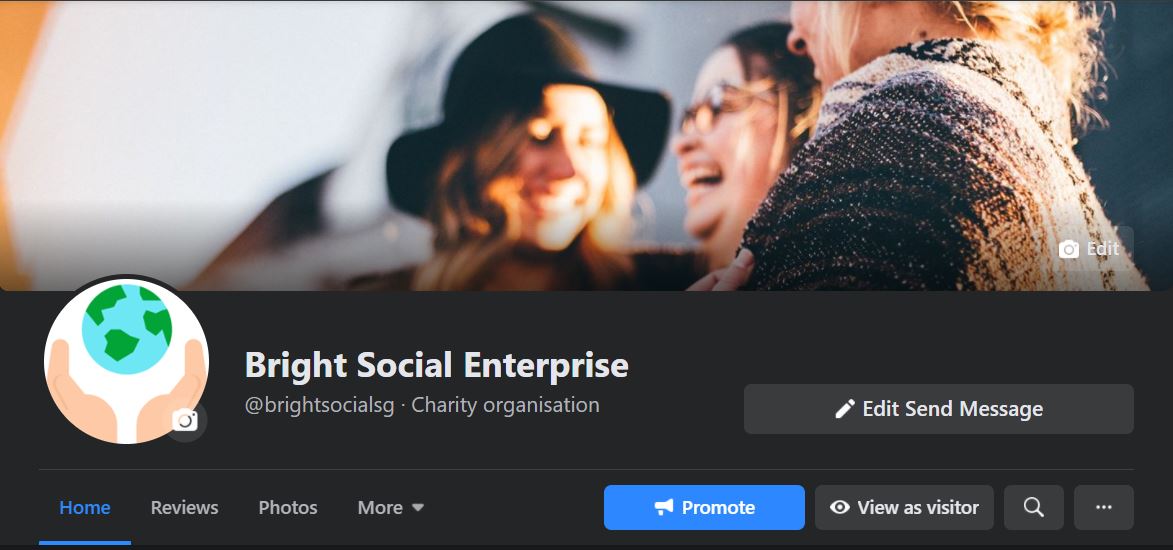 Edit
Bright Social Enterprise
@brightsocialsg · Charity organisation
Edit Send Message
Home Reviews Photos More Promote View as visitor